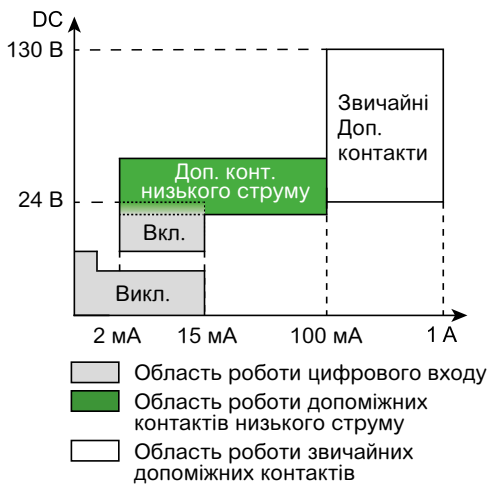 DC
130 В
Звичайні
Доп.
контакти
Доп. конт.
низького струму
24 В
Вкл.
Викл.
2 мА
15 мА
100 мА
1 А
Область роботи цифрового входу
Область роботи допоміжних
контактів низького струму
Область роботи звичайних
допоміжних контактів